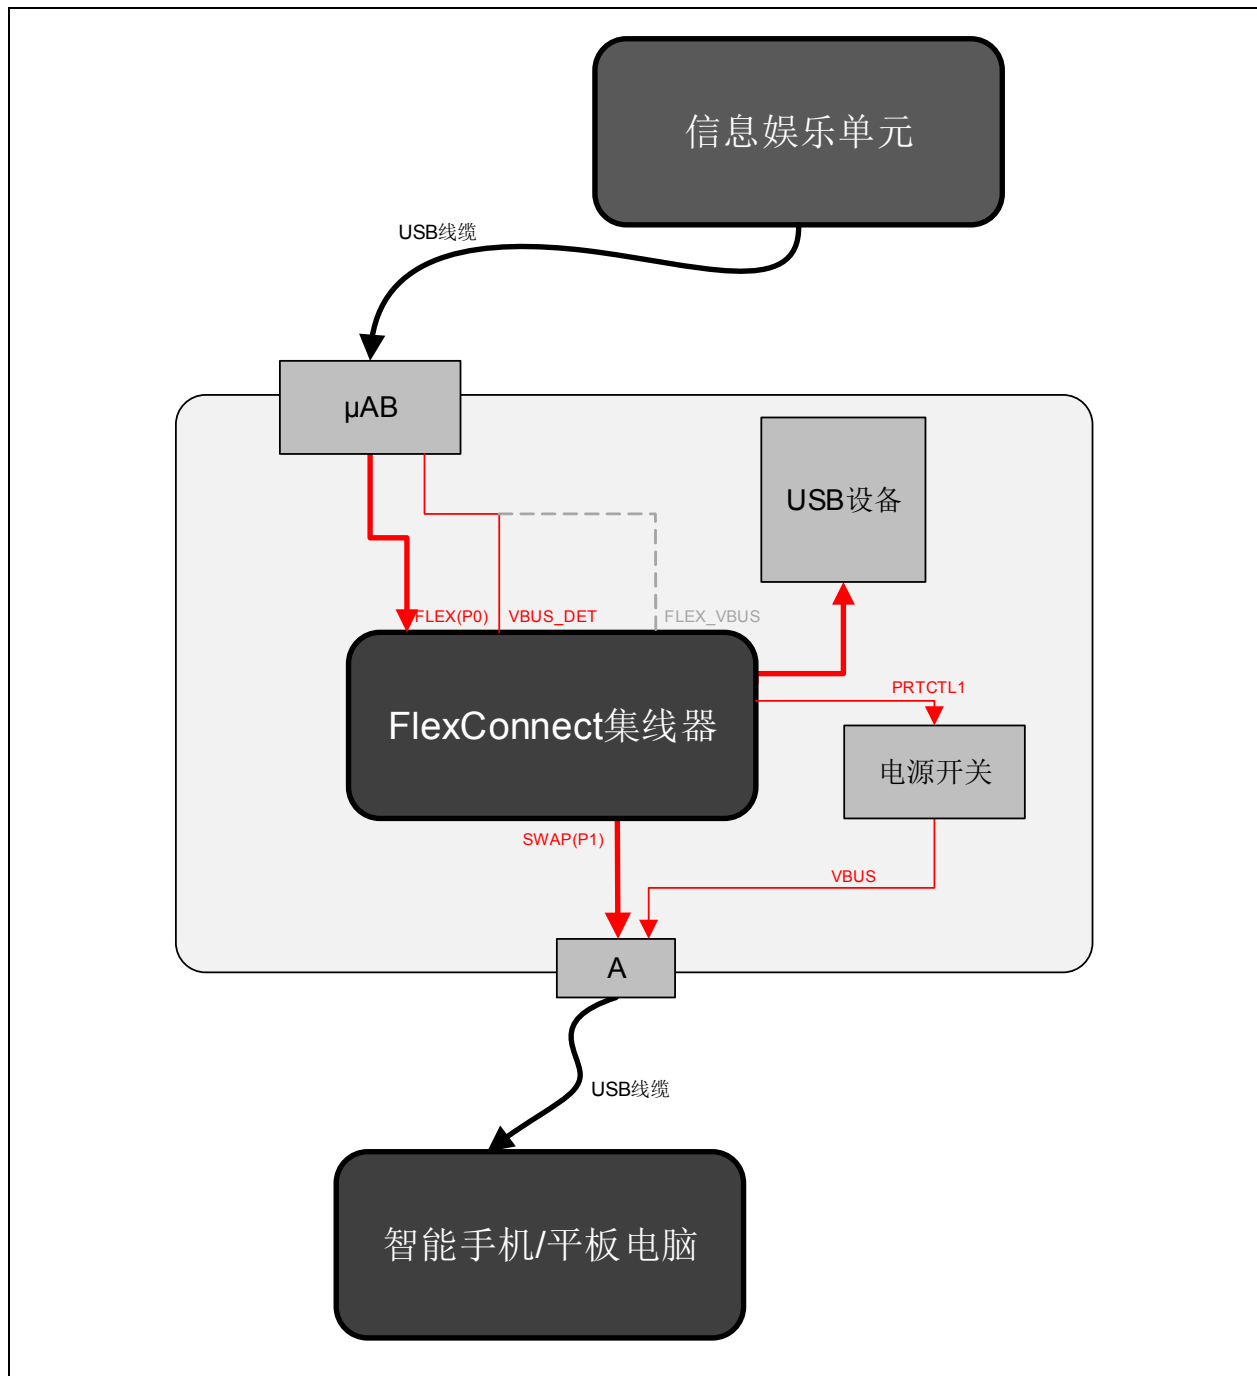 信息娱乐单元
USB线缆
µAB
USB设备
FLEX(P0)
VBUS_DET
FLEX_VBUS
PRTCTL1
FlexConnect集线器
电源开关
SWAP(P1)
VBUS
A
USB线缆
智能手机/平板电脑